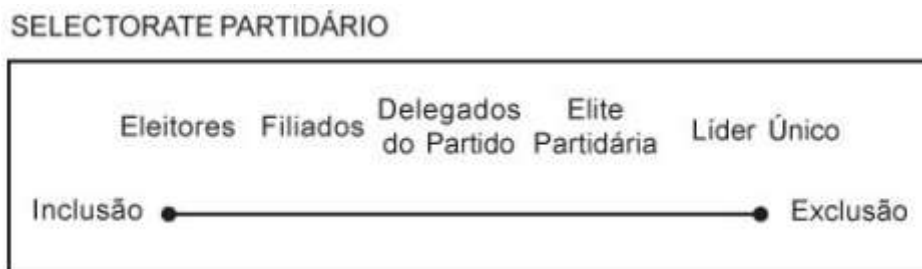 SELECTORATE PARTIDÁRIO
Eleitores Filiados Delegados do Partido Elite Partidária Líder Único
Inclusão Exclusão